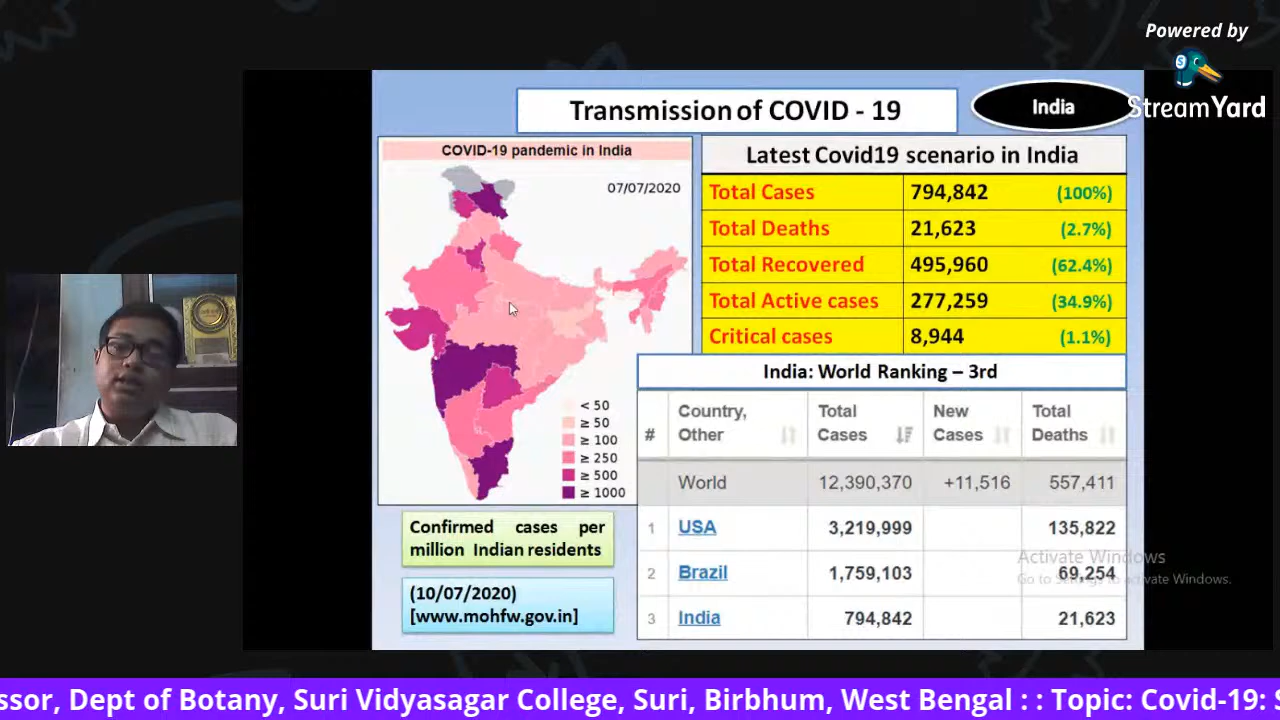 Powered by
StreamYard
Transmission of COVID - 19
India
COVID-19 pandemic in India
07/07/2020
< 50
≥ 50
≥ 100
≥ 250
≥ 500
≥ 1000
Confirmed cases per
million Indian residents
(10/07/2020)
[www.mohfw.gov.in]
Latest Covid19 scenario in India
Total Cases 794,842 (100%)
Total Deaths 21,623 (2.7%)
Total Recovered 495,960 (62.4%)
Total Active cases 277,259 (34.9%)
Critical cases 8,944 (1.1%)
India: World Ranking – 3rd
# Country, Other Total Cases New Cases Total Deaths
World 12,390,370 +11,516 557,411
1 USA 3,219,999 135,822
2 Brazil 1,759,103 69,254
3 India 794,842 21,623
Activate Windows
Go to Settings to activate Windows.
ssor, Dept of Botany, Suri Vidyasagar College, Suri, Birbhum, West Bengal : : Topic: Covid-19: S